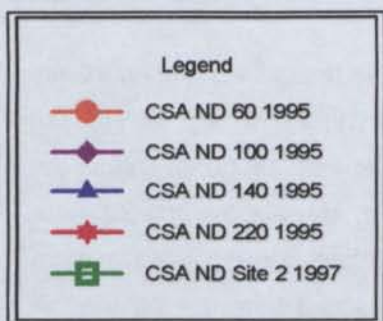 Legend
CSA ND 60 1995
CSA ND 100 1995
CSA ND 140 1995
CSA ND 220 1995
CSA ND Site 2 1997